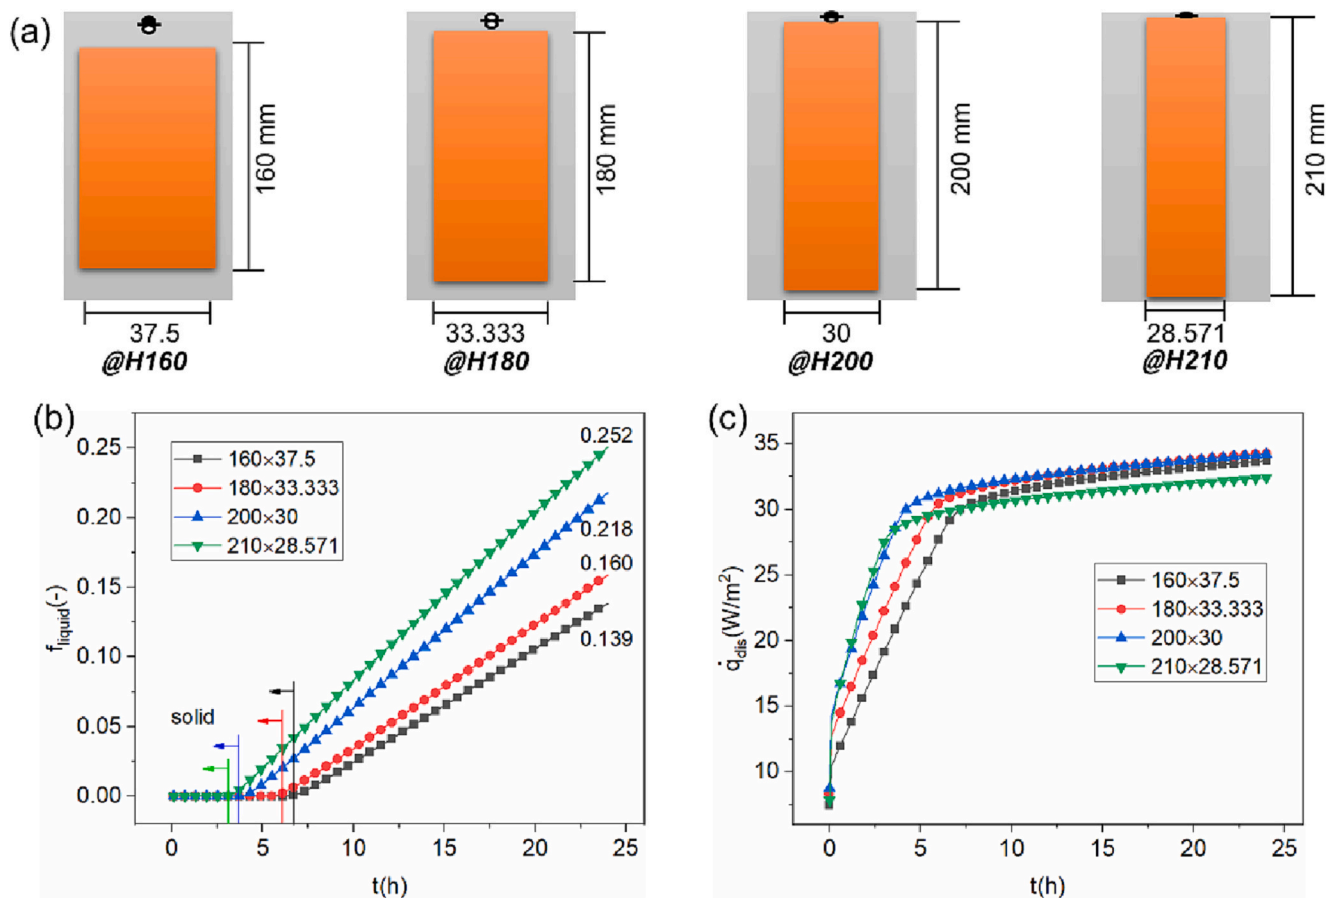 (a)
160 mm
180 mm
200 mm
210 mm
37.5
33.333
30
28.571
@H160
@H180
@H200
@H210
(b)
0.25
0.20
0.15
0.10
0.05
0.00
f_liquid(-)
160×37.5
180×33.333
200×30
210×28.571
0.252
0.218
0.160
0.139
solid
0
5
10
15
20
25
t(h)
(c)
35
30
25
20
15
10
q̇_dis(W/m²)
160×37.5
180×33.333
200×30
210×28.571
0
5
10
15
20
25
t(h)